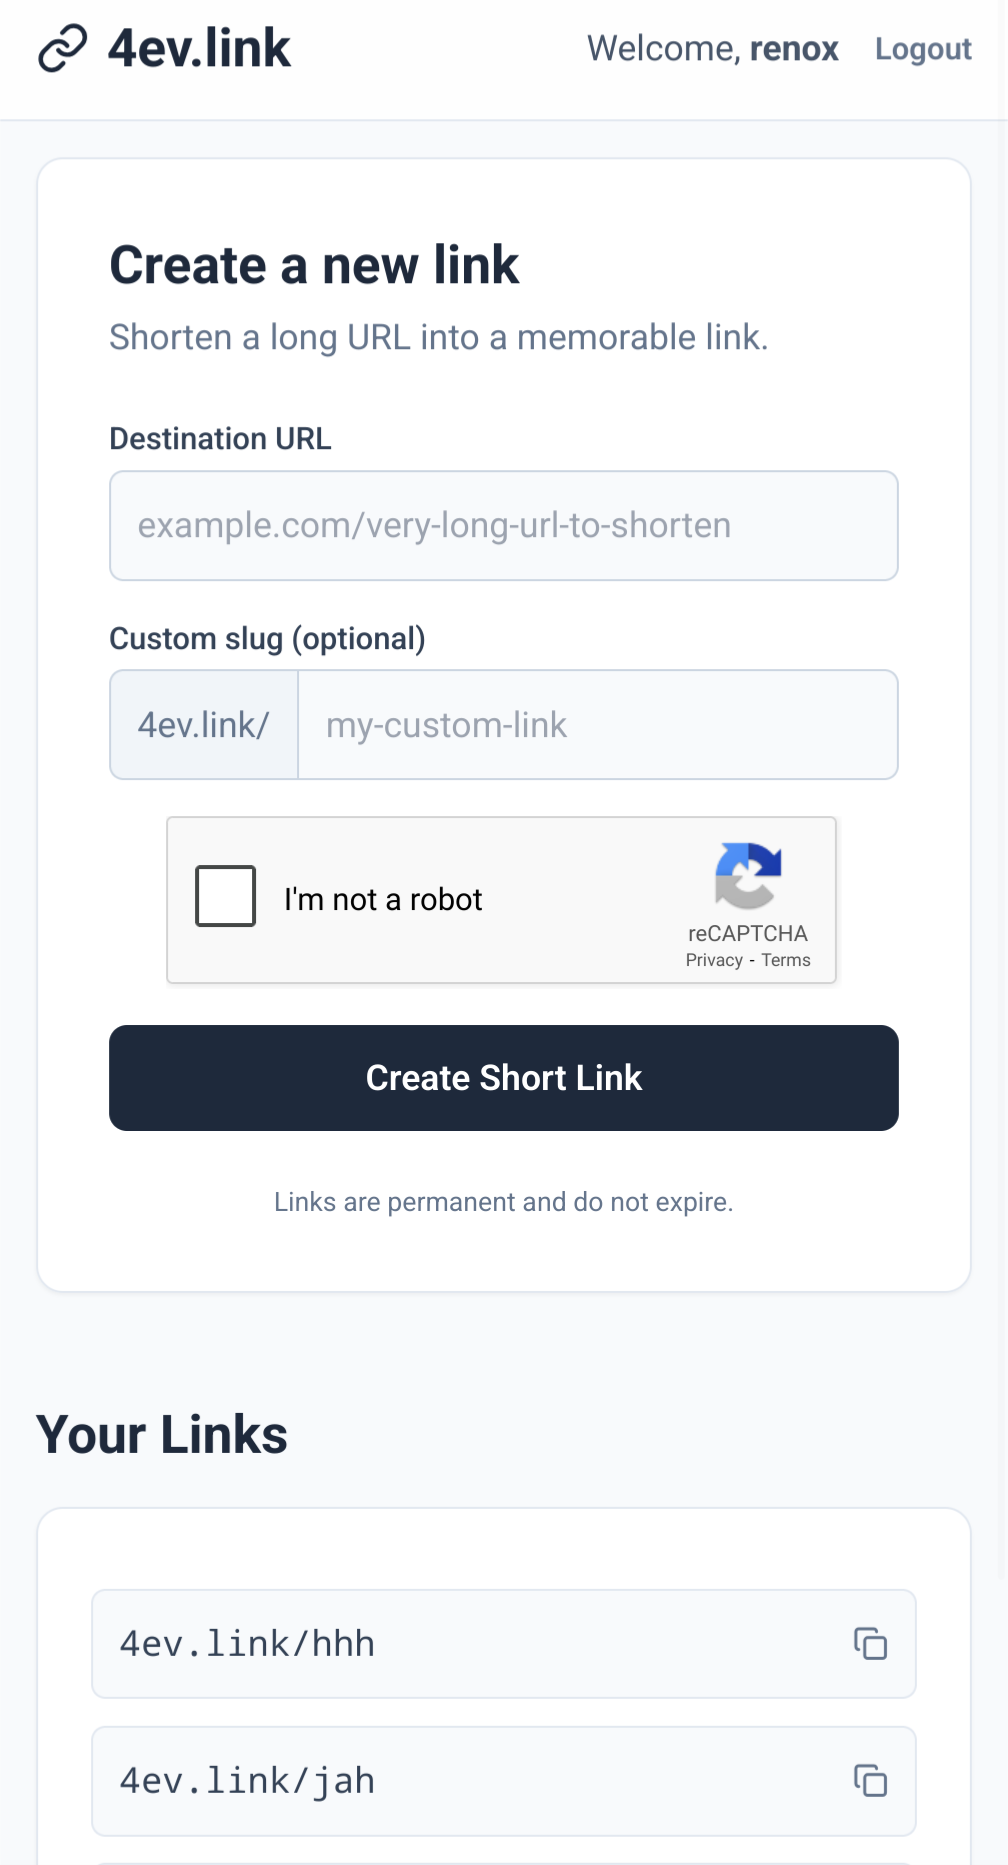 4ev.link
Welcome, renox
Logout
Create a new link
Shorten a long URL into a memorable link.
Destination URL
example.com/very-long-url-to-shorten
Custom slug (optional)
4ev.link/
my-custom-link
I'm not a robot
reCAPTCHA
Privacy - Terms
Create Short Link
Links are permanent and do not expire.
Your Links
4ev.link/hhh
4ev.link/jah